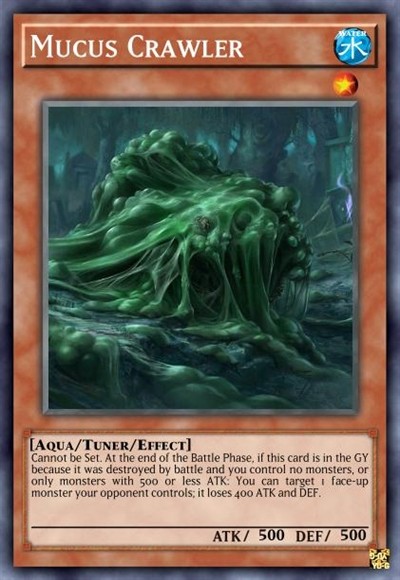 Mucus Crawler
WATER
水
[Aqua/Tuner/Effect]
Cannot be Set. At the end of the Battle Phase, if this card is in the GY
because it was destroyed by battle and you control no monsters, or
only monsters with 500 or less ATK: You can target 1 face-up
monster your opponent controls; it loses 400 ATK and DEF.
ATK/ 500 DEF/ 500